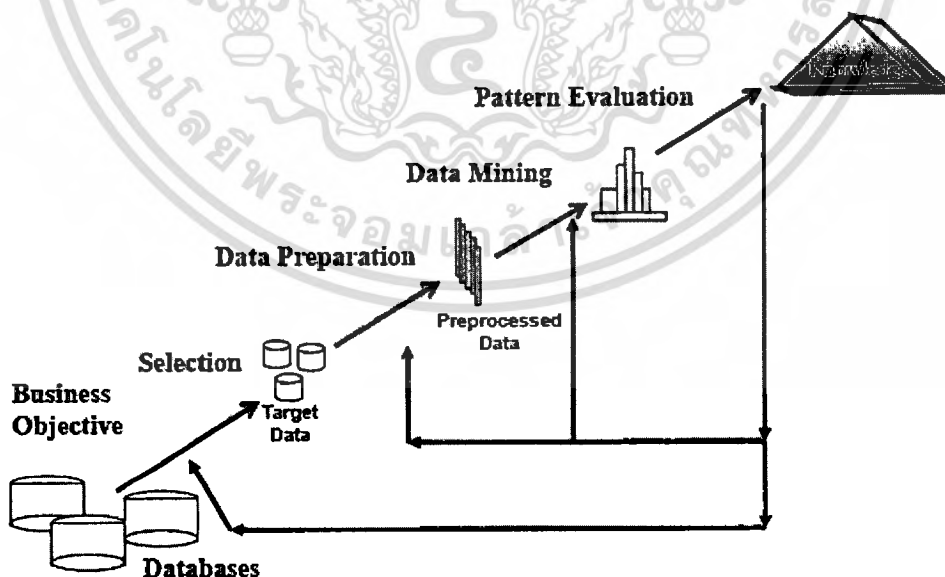 Pattern Evaluation
Data Mining
Data Preparation
Preprocessed
Data
Selection
Target
Data
Business
Objective
Databases